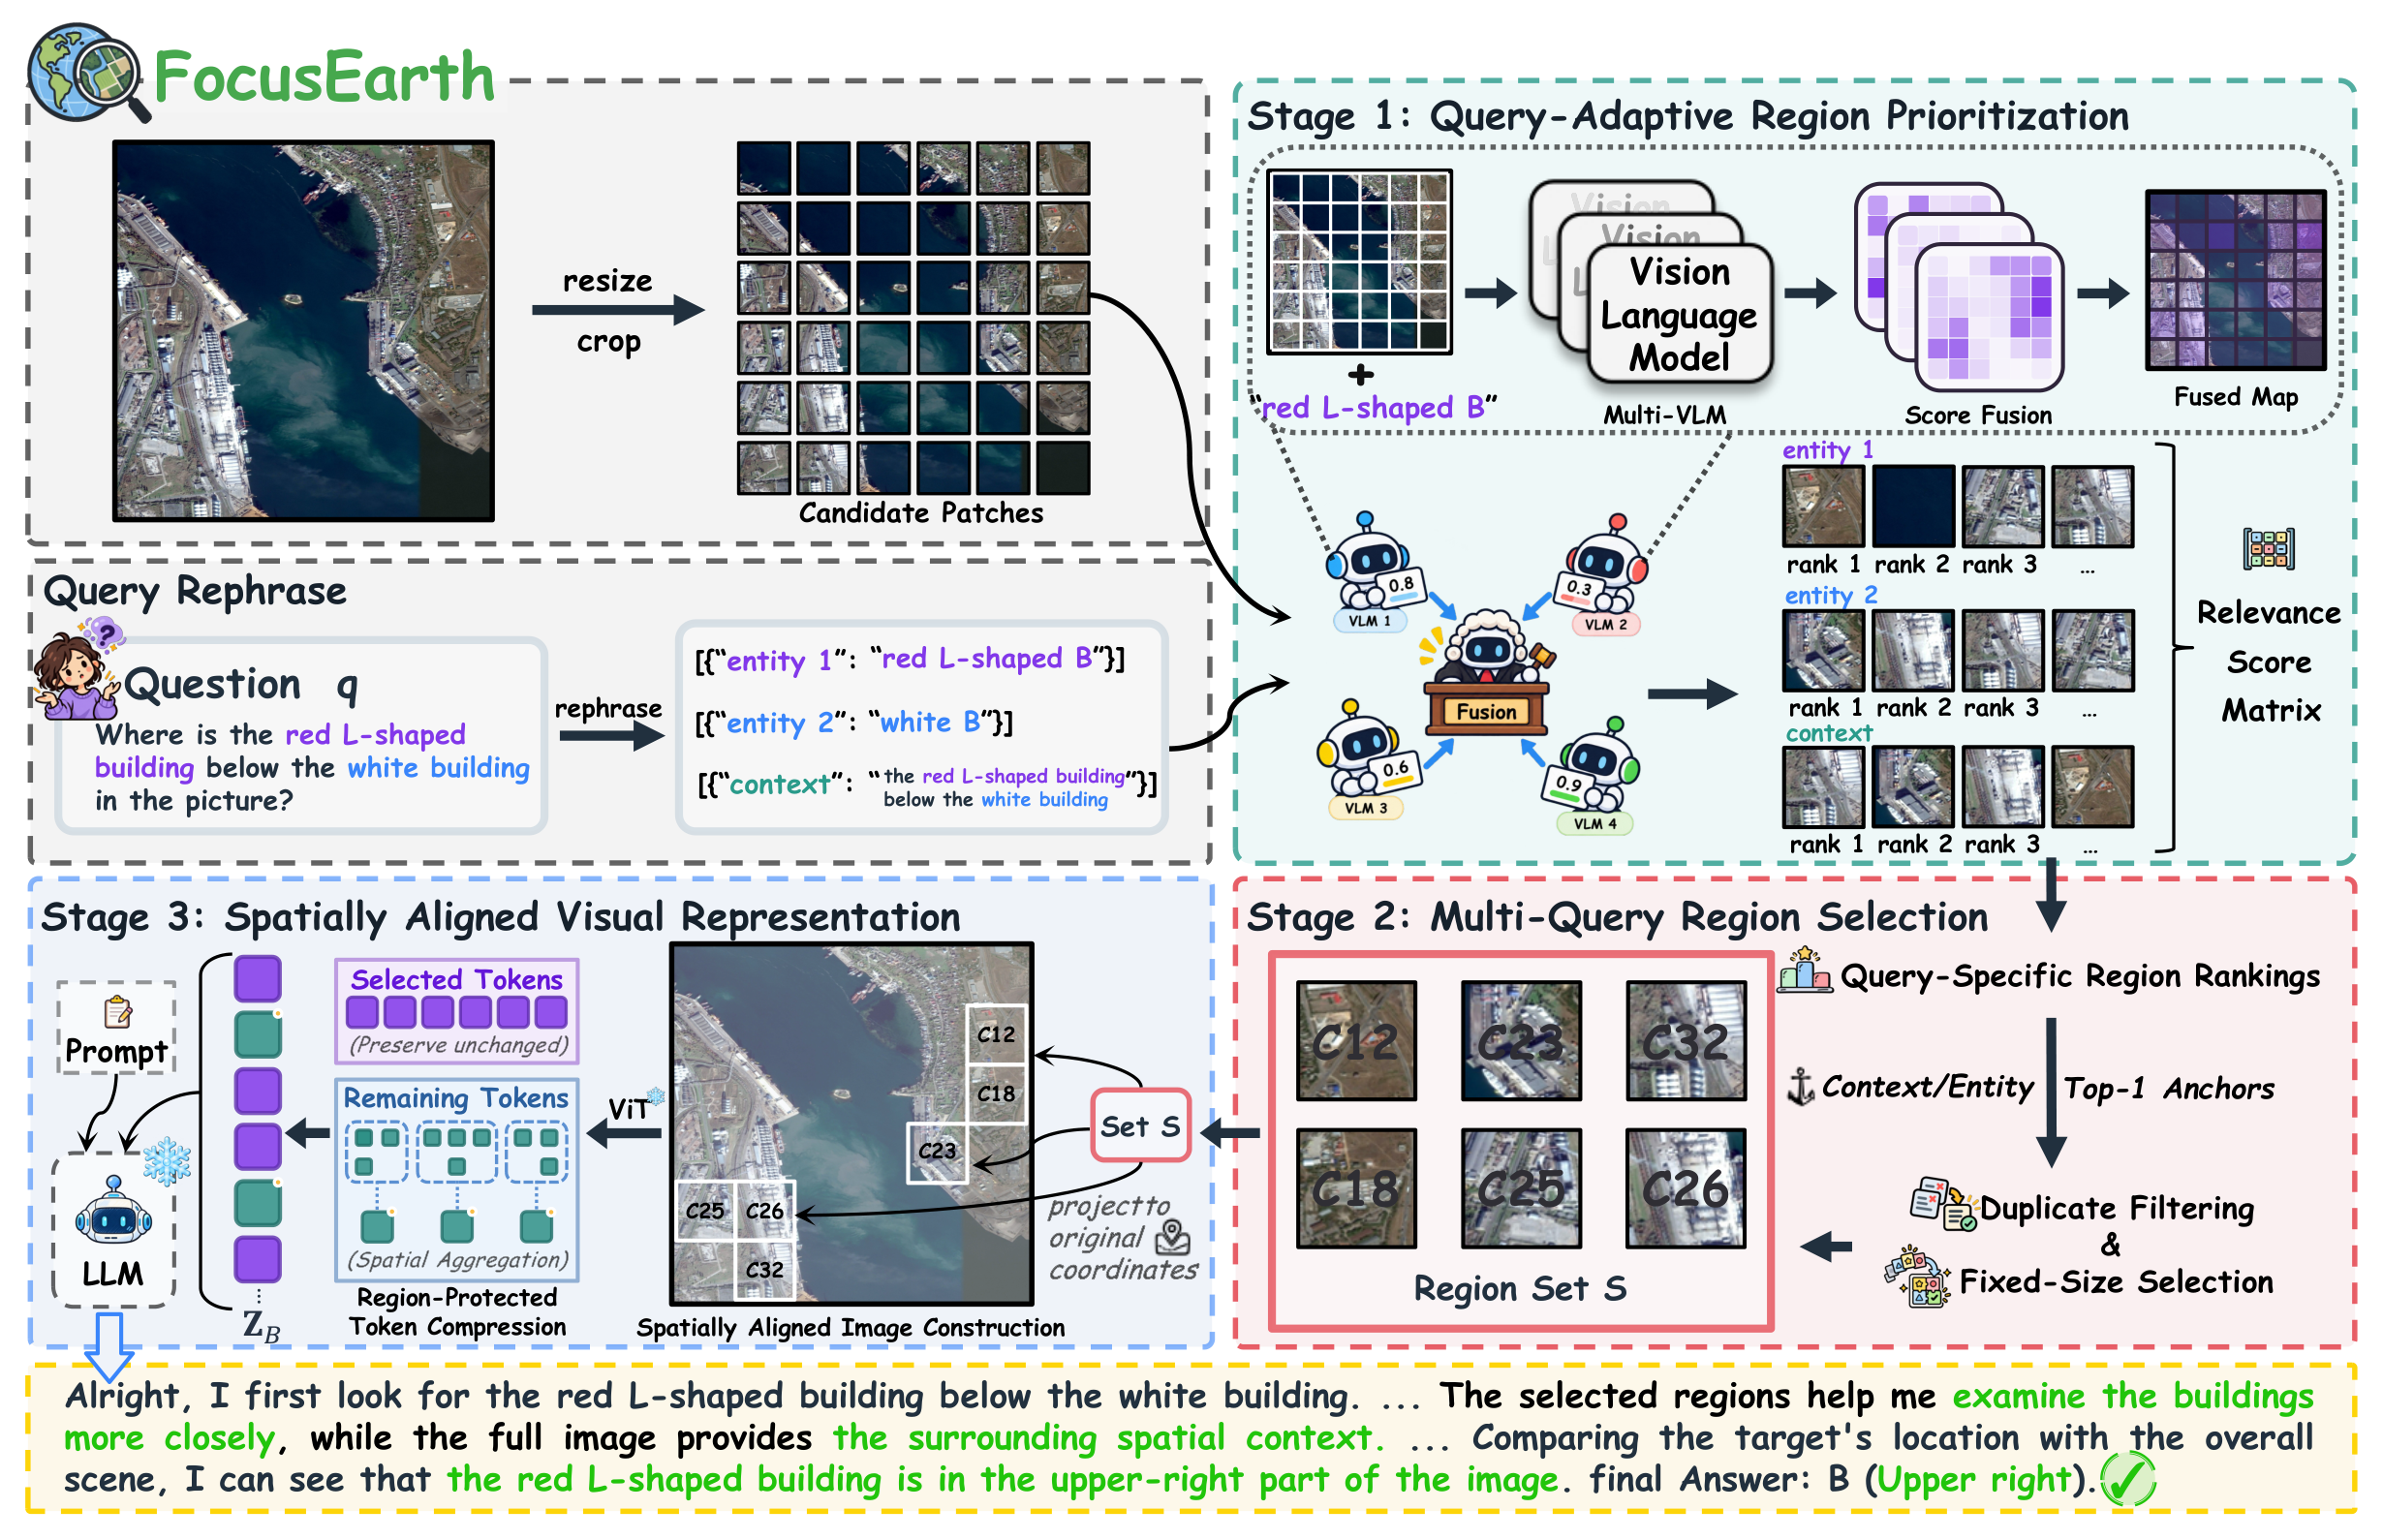 FocusEarth
resize
crop
Candidate Patches
Query Rephrase
Question q
Where is the red L-shaped
building below the white building
in the picture?
rephrase
[{“entity 1”: “red L-shaped B”}]
[{“entity 2”: “white B”}]
[{“context”: “the red L-shaped building”}]
below the white building
Stage 1: Query-Adaptive Region Prioritization
+
“red L-shaped B”
Vision
Vision
Vision
Language
Model
Multi-VLM
Score Fusion
Fused Map
0.8
VLM 1
0.3
VLM 2
Fusion
0.6
VLM 3
0.9
VLM 4
entity 1
rank 1 rank 2 rank 3 ...
entity 2
rank 1 rank 2 rank 3 ...
context
rank 1 rank 2 rank 3 ...
Relevance
Score
Matrix
Stage 2: Multi-Query Region Selection
Query-Specific Region Rankings
Context/Entity Top-1 Anchors
Duplicate Filtering
&
Fixed-Size Selection
C12 C23 C32
C18 C25 C26
Region Set S
Stage 3: Spatially Aligned Visual Representation
Set S
project to
original
coordinates
C12
C18
C23
C25 C26
C32
Spatially Aligned Image Construction
ViT
Selected Tokens
(Preserve unchanged)
Remaining Tokens
(Spatial Aggregation)
Region-Protected
Token Compression
⋮
Z_B
Prompt
LLM
Alright, I first look for the red L-shaped building below the white building. ... The selected regions help me examine the buildings
more closely, while the full image provides the surrounding spatial context. ... Comparing the target's location with the overall
scene, I can see that the red L-shaped building is in the upper-right part of the image. final Answer: B (Upper right).